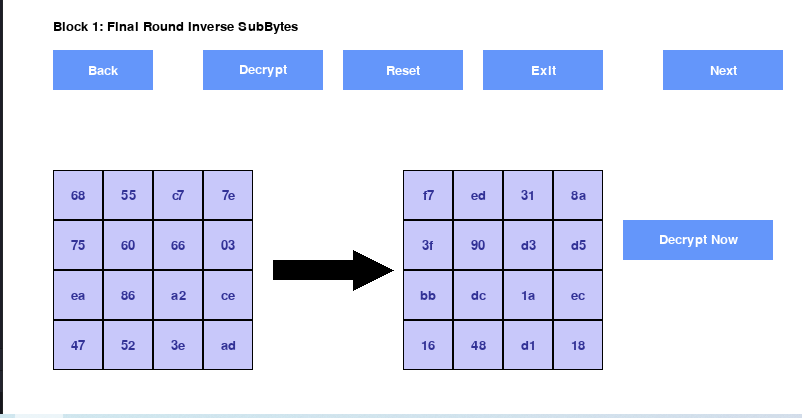 Block 1: Final Round Inverse SubBytes
Back Decrypt Reset Exit Next
68 55 c7 7e f7 ed 31 8a
75 60 66 03 3f 90 d3 d5 Decrypt Now
ea 86 a2 ce bb dc 1a ec
47 52 3e ad 16 48 d1 18